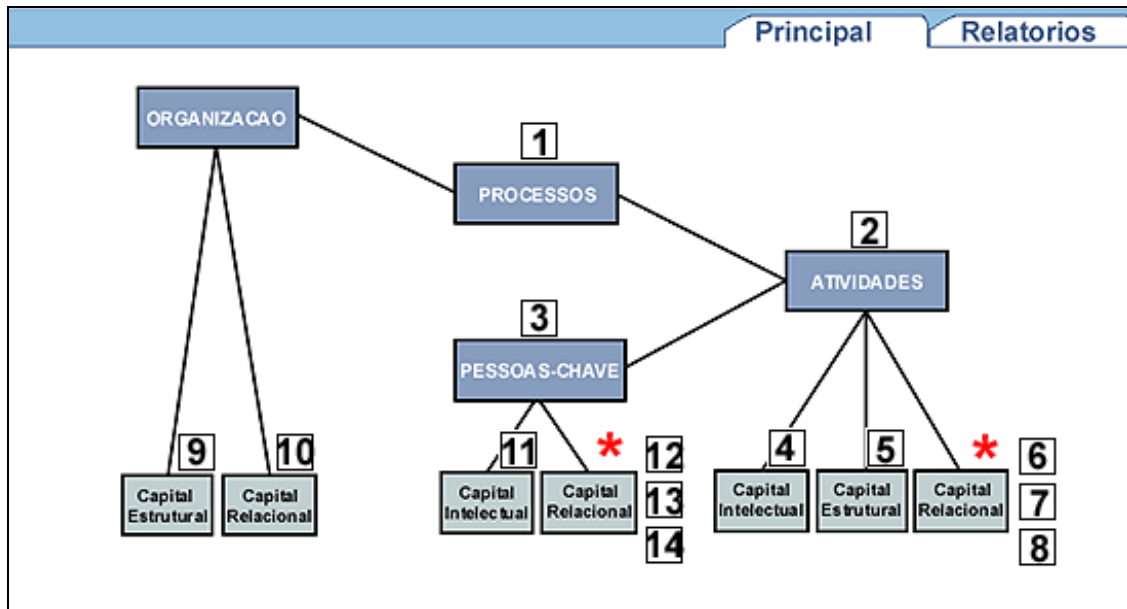 Principal
Relatorios
ORGANIZACAO
1
PROCESSOS
2
ATIVIDADES
3
PESSOAS-CHAVE
9
Capital
Estrutural
10
Capital
Relacional
11
Capital
Intelectual
*
Capital
Relacional
12
13
14
4
Capital
Intelectual
5
Capital
Estrutural
*
Capital
Relacional
6
7
8